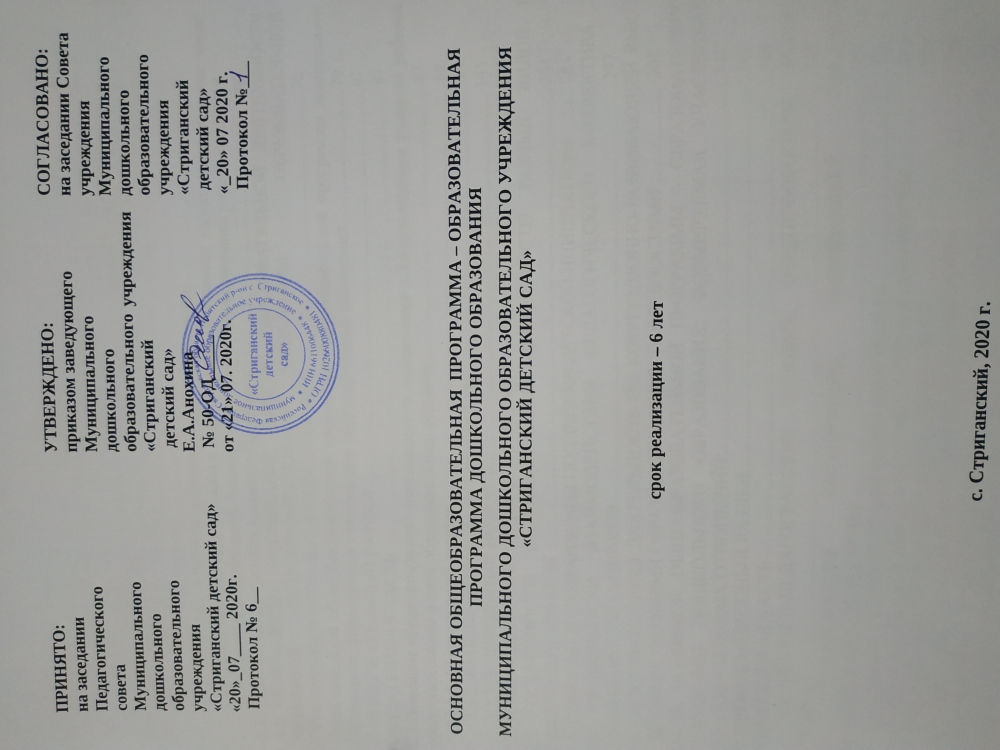 ПРИНЯТО:
на заседании
Педагогического
совета
Муниципального
дошкольного
образовательного
учреждения
«Стриганский детский сад»
«20»_07____ 2020г.
Протокол № 6__
УТВЕРЖДЕНО:
приказом заведующего
Муниципального
дошкольного
образовательного учреждения
«Стриганский
детский сад»
Е.А.Анохина
№ 50-ОД
от «21» 07. 2020г.
«Стриганский
детский
сад»
СОГЛАСОВАНО:
на заседании Совета
учреждения
Муниципального
дошкольного
образовательного
учреждения
«Стриганский
детский сад»
«_20» 07 2020 г.
Протокол №_1_
ОСНОВНАЯ ОБЩЕОБРАЗОВАТЕЛЬНАЯ ПРОГРАММА – ОБРАЗОВАТЕЛЬНАЯ
ПРОГРАММА ДОШКОЛЬНОГО ОБРАЗОВАНИЯ
МУНИЦИПАЛЬНОГО ДОШКОЛЬНОГО ОБРАЗОВАТЕЛЬНОГО УЧРЕЖДЕНИЯ
«СТРИГАНСКИЙ ДЕТСКИЙ САД»
срок реализации – 6 лет
с. Стриганский, 2020 г.